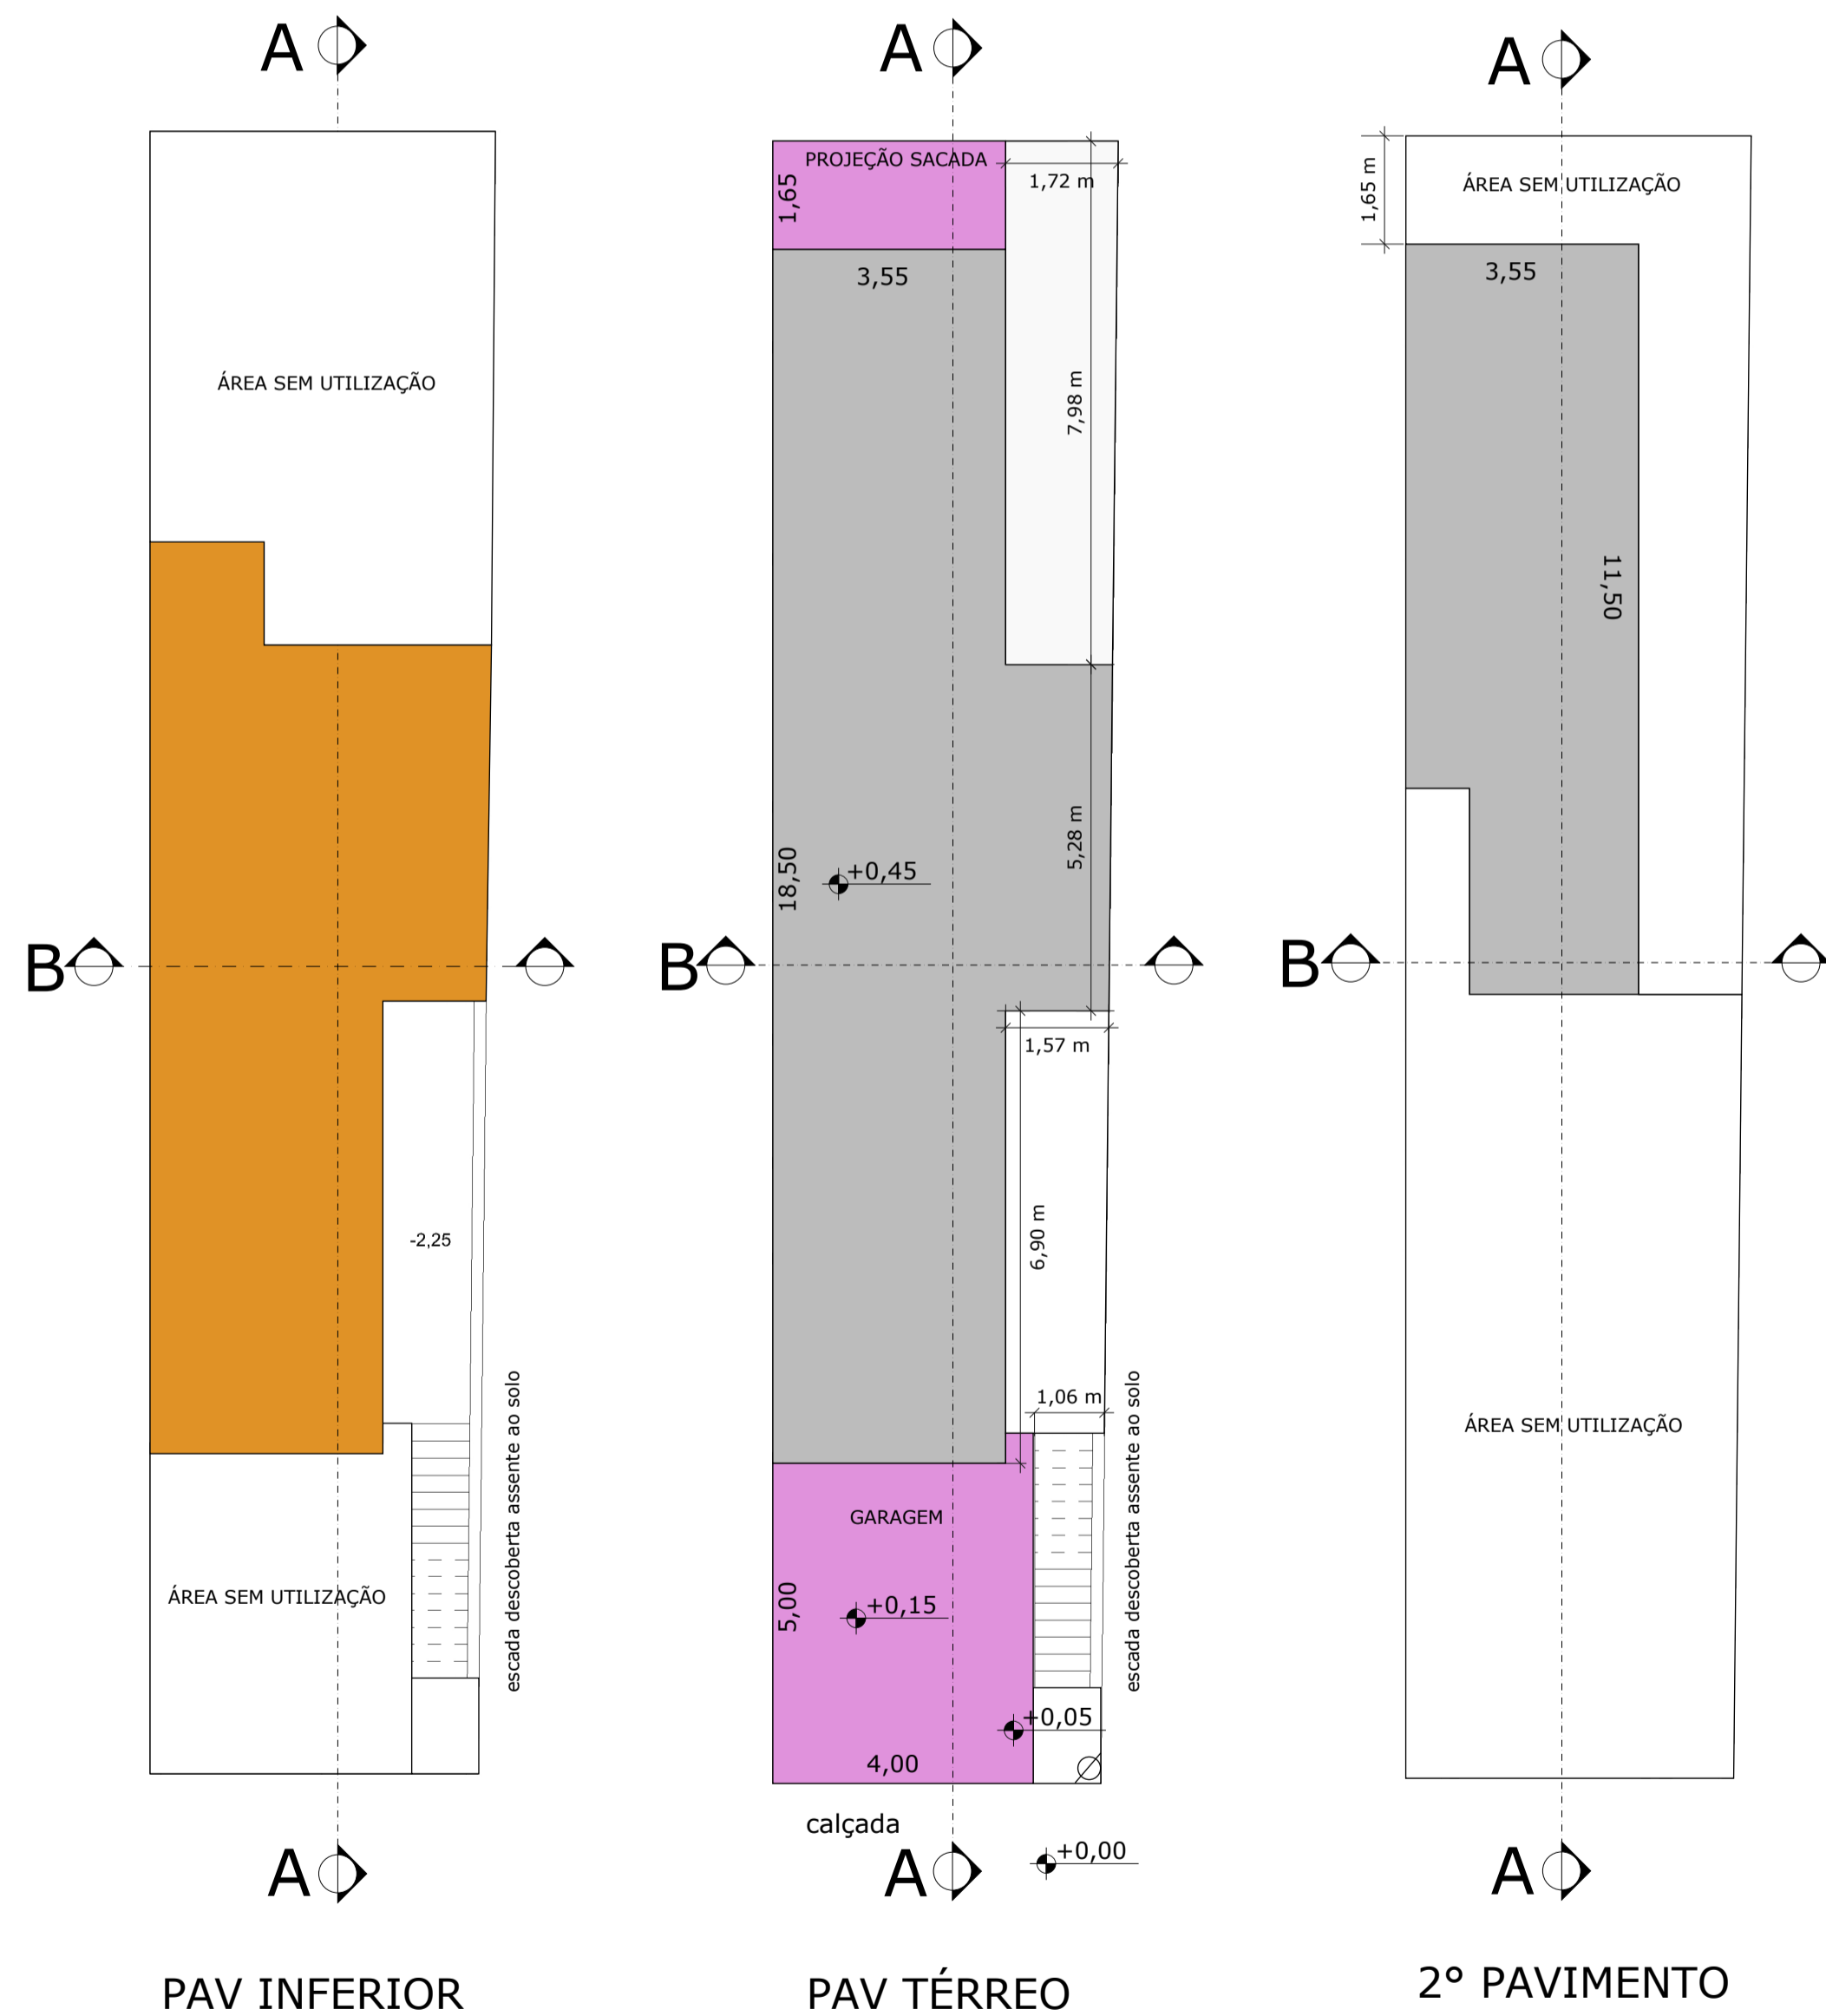 A
ÁREA SEM UTILIZAÇÃO
B
-2,25
escada descoberta assente ao solo
ÁREA SEM UTILIZAÇÃO
A
PAV INFERIOR
A
PROJEÇÃO SACADA
1,65
1,72 m
3,55
7,98 m
18,50
+0,45
5,28 m
B
1,57 m
6,90 m
1,06 m
escada descoberta assente ao solo
GARAGEM
5,00
+0,15
+0,05
4,00
calçada
A
+0,00
PAV TÉRREO
A
1,65 m
ÁREA SEM UTILIZAÇÃO
3,55
11,50
B
ÁREA SEM UTILIZAÇÃO
A
2° PAVIMENTO